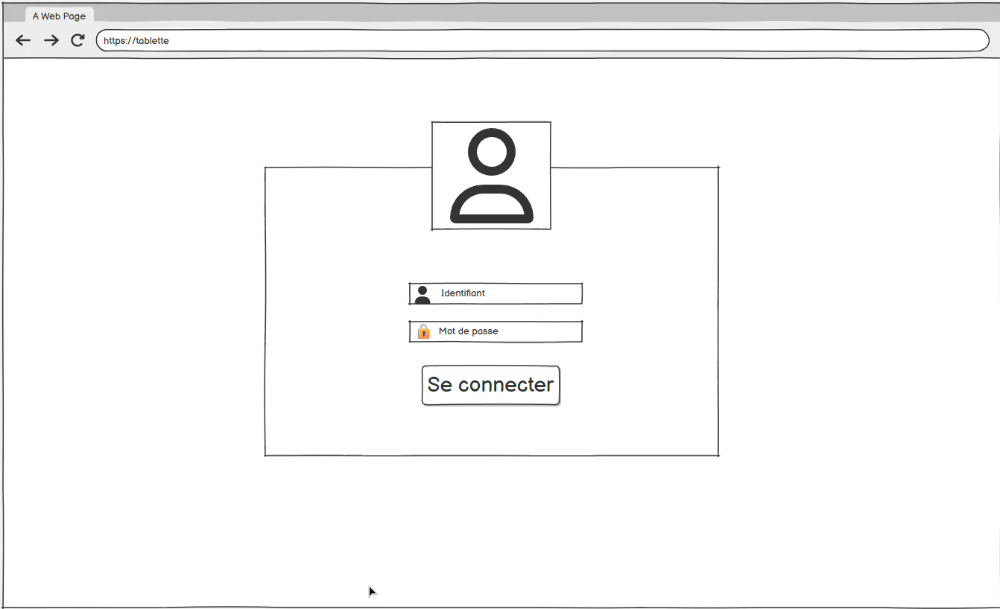 A Web Page
https://tablette
Identifiant
Mot de passe
Se connecter